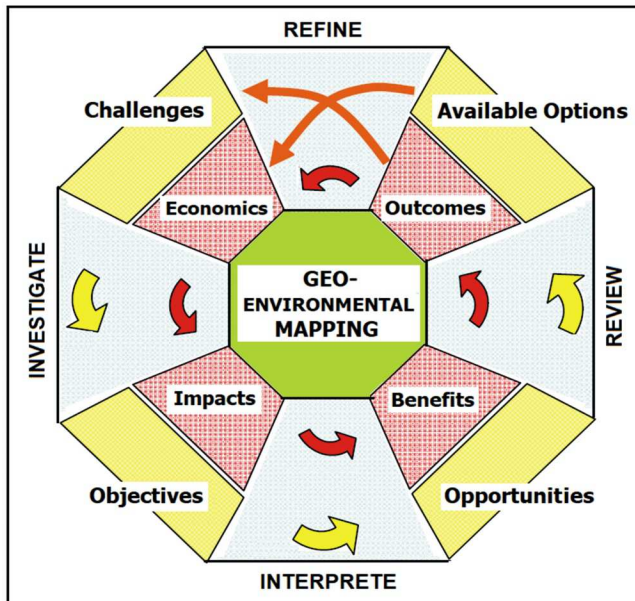 REFINE
Challenges
Available Options
Economics
Outcomes
INVESTIGATE
GEO-
ENVIRONMENTAL
MAPPING
REVIEW
Impacts
Benefits
Objectives
Opportunities
INTERPRETE